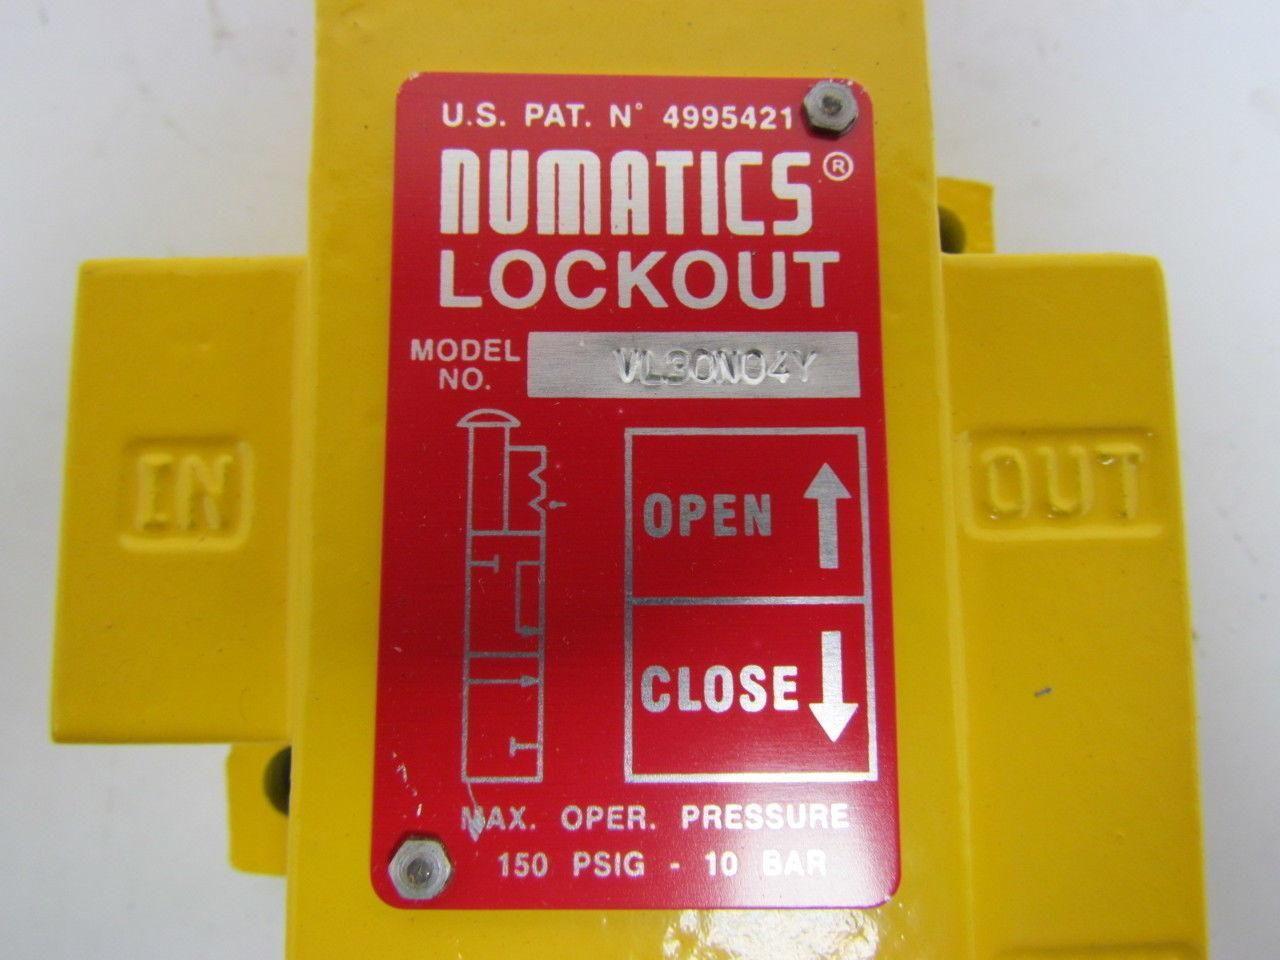 U.S. PAT. N° 4995421
NUMATICS®
LOCKOUT
MODEL NO. VL30N04Y
IN
OUT
OPEN
CLOSE
MAX. OPER. PRESSURE
150 PSIG - 10 BAR